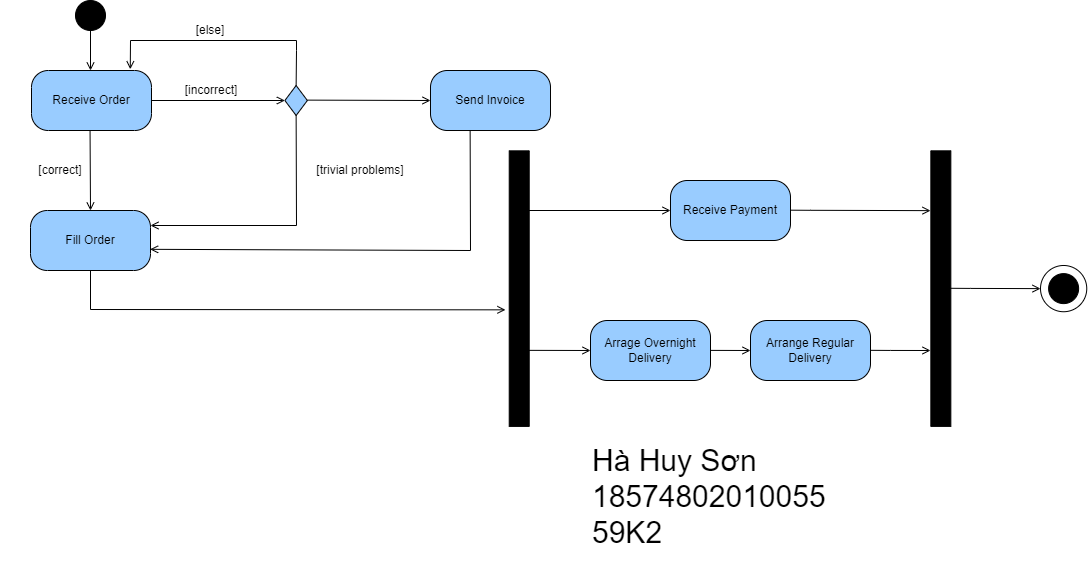 [else]
Receive Order
[incorrect]
Send Invoice
[correct]
[trivial problems]
Fill Order
Receive Payment
Arrage Overnight
Delivery
Arrange Regular
Delivery
Hà Huy Sơn
18574802010055
59K2